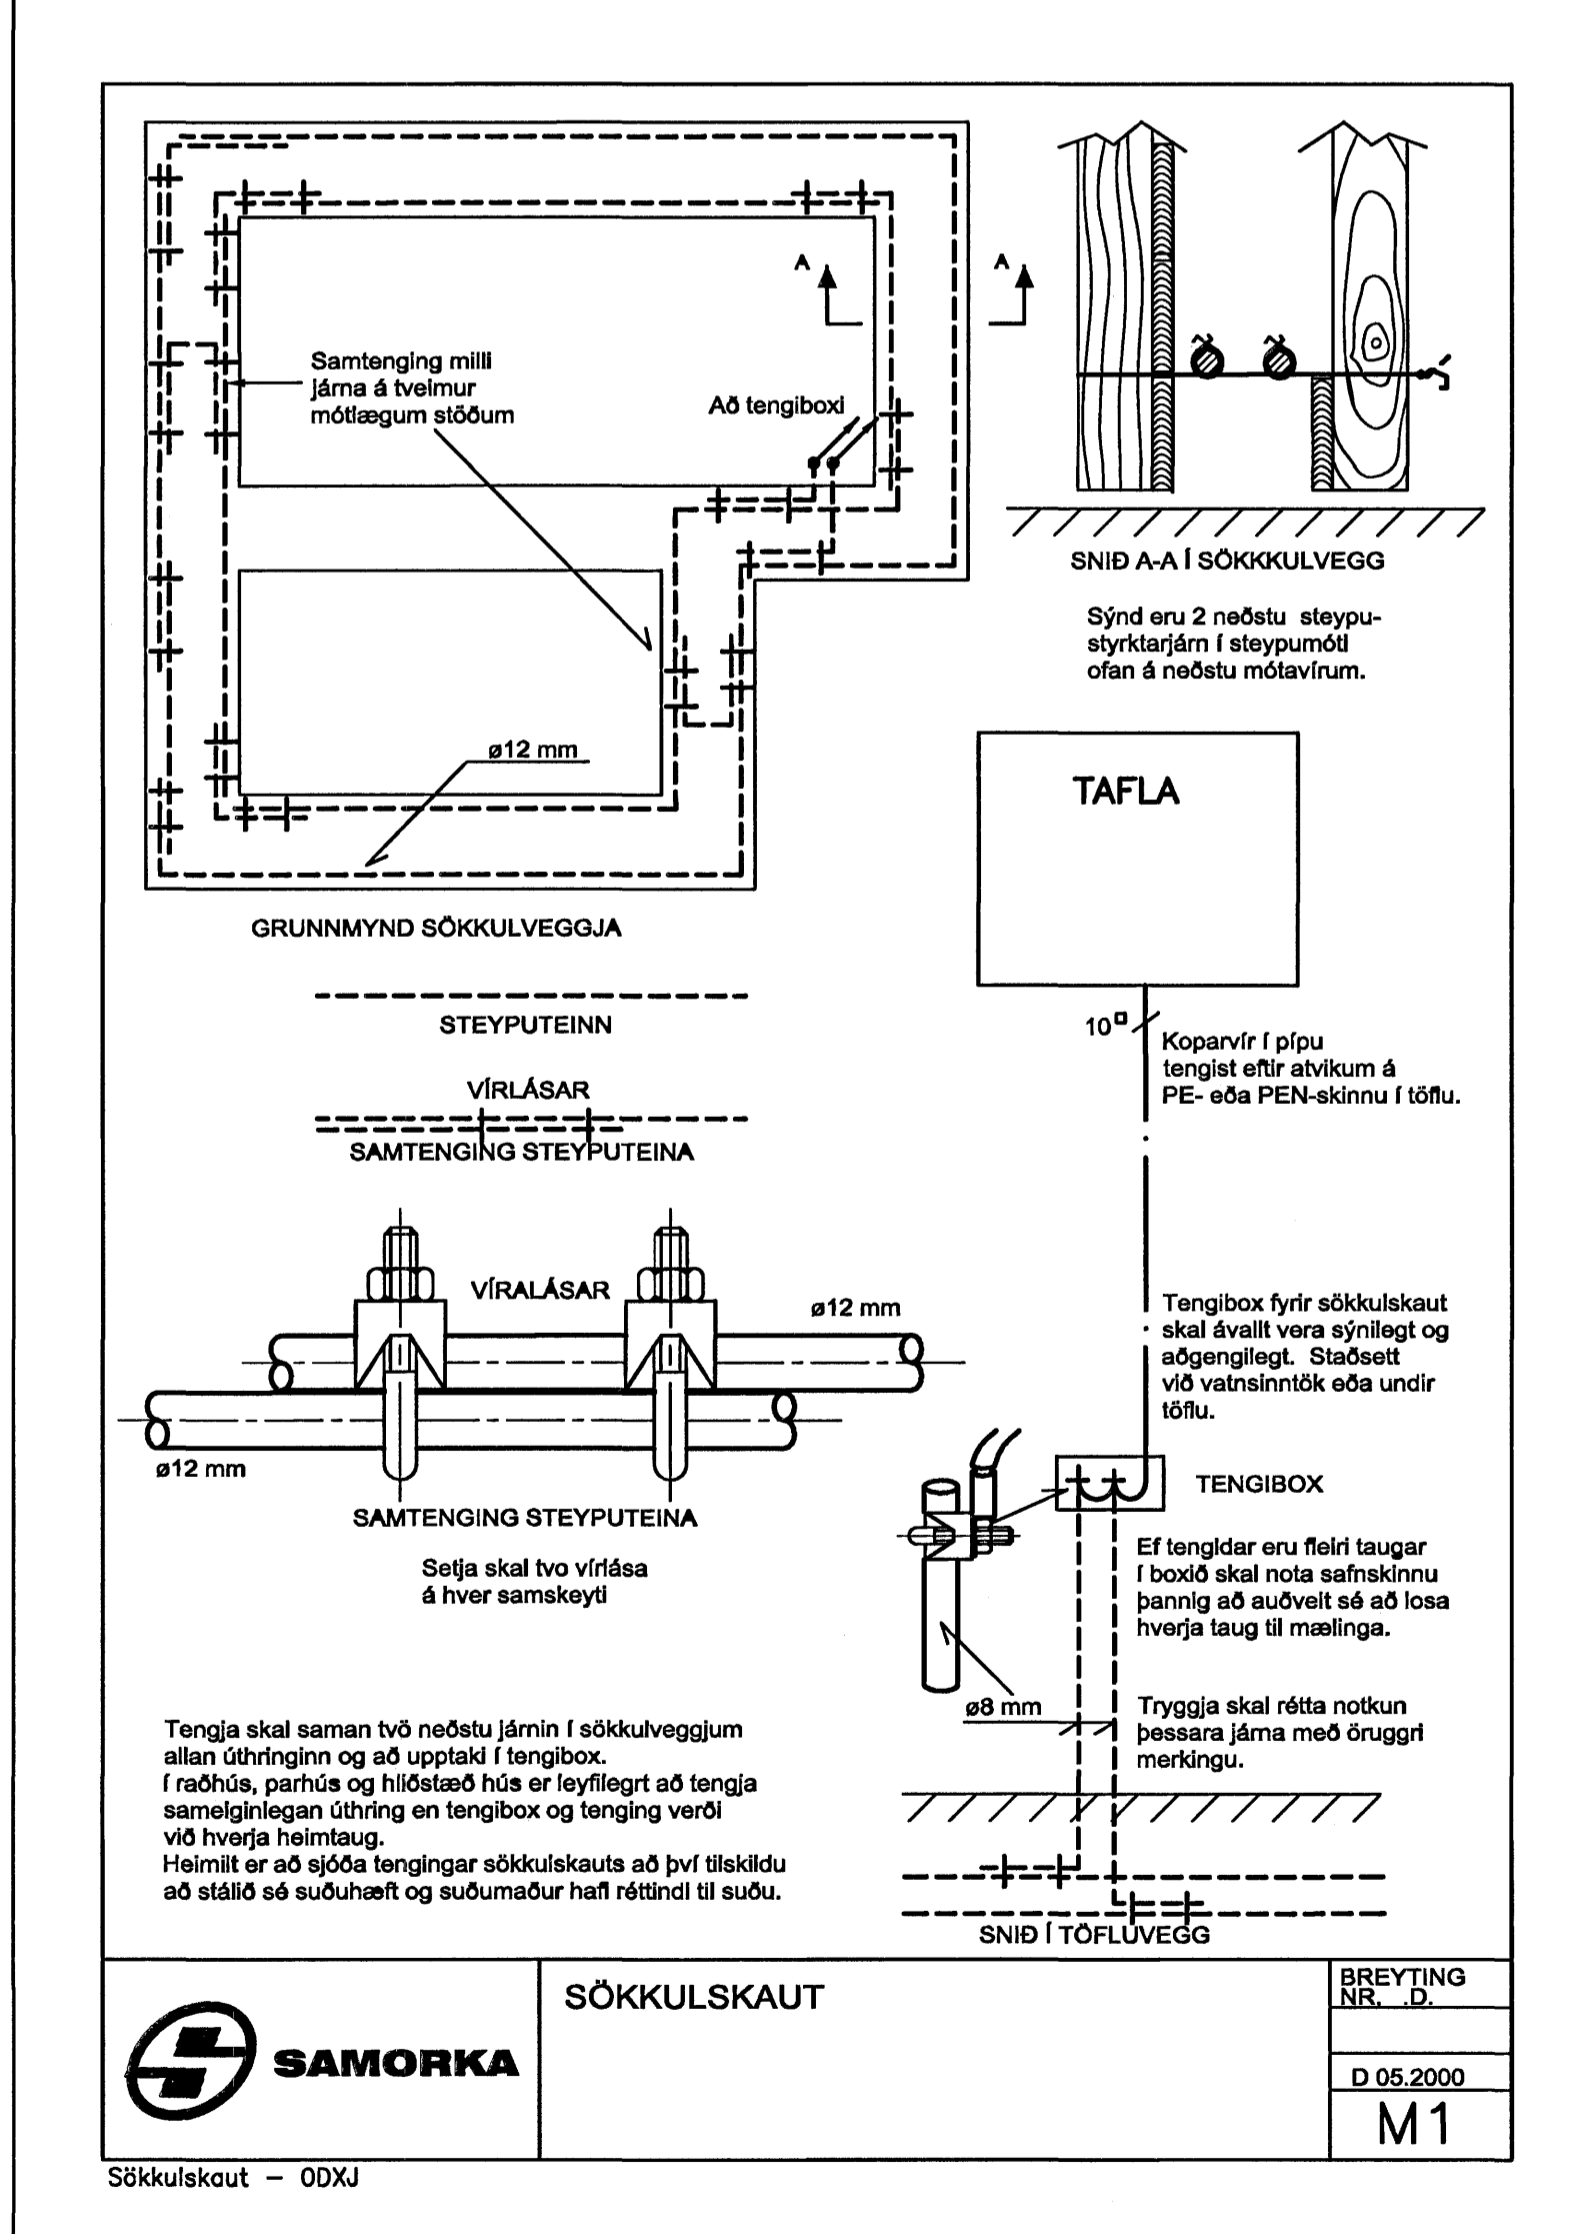 A
A
Samtenging milli
járna á tveimur
mótlægum stöðum
Að tengiboxi
ø12 mm
GRUNNMYND SÖKKULVEGGJA
SNIÐ A-A Í SÖKKKULVEGG
Sýnd eru 2 neðstu steypu-
styrktarjárn í steypumóti
ofan á neðstu mótavírum.
STEYPUTEINN
VÍRLÁSAR
SAMTENGING STEYPUTEINA
VÍRALÁSAR
ø12 mm
ø12 mm
SAMTENGING STEYPUTEINA
Setja skal tvo vírlása
á hver samskeyti
TAFLA
10□
Koparvír í pípu
tengist eftir atvikum á
PE- eða PEN-skinnu í töflu.
Tengibox fyrir sökkulskaut
skal ávallt vera sýnilegt og
aðgengilegt. Staðsett
við vatnsinntök eða undir
töflu.
TENGIBOX
Ef tengidar eru fleiri taugar
í boxið skal nota safnskinnu
þannig að auðvelt sé að losa
hverja taug til mælinga.
ø8 mm
Tryggja skal rétta notkun
þessara járna með öruggri
merkingu.
SNIÐ Í TÖFLUVEGG
Tengja skal saman tvö neðstu járnin í sökkulveggjum
allan úthringinn og að upptaki í tengibox.
Í raðhús, parhús og hliðstæð hús er leyfilegrt að tengja
sameiginlegan úthring en tengibox og tenging verði
við hverja heimtaug.
Heimilt er að sjóða tengingar sökkulskauts að því tilskildu
að stálið sé suðuhæft og suðumaður hafi réttindi til suðu.
SAMORKA
SÖKKULSKAUT
BREYTING
NR. .D.
D 05.2000
M1
Sökkulskaut – 0DXJ